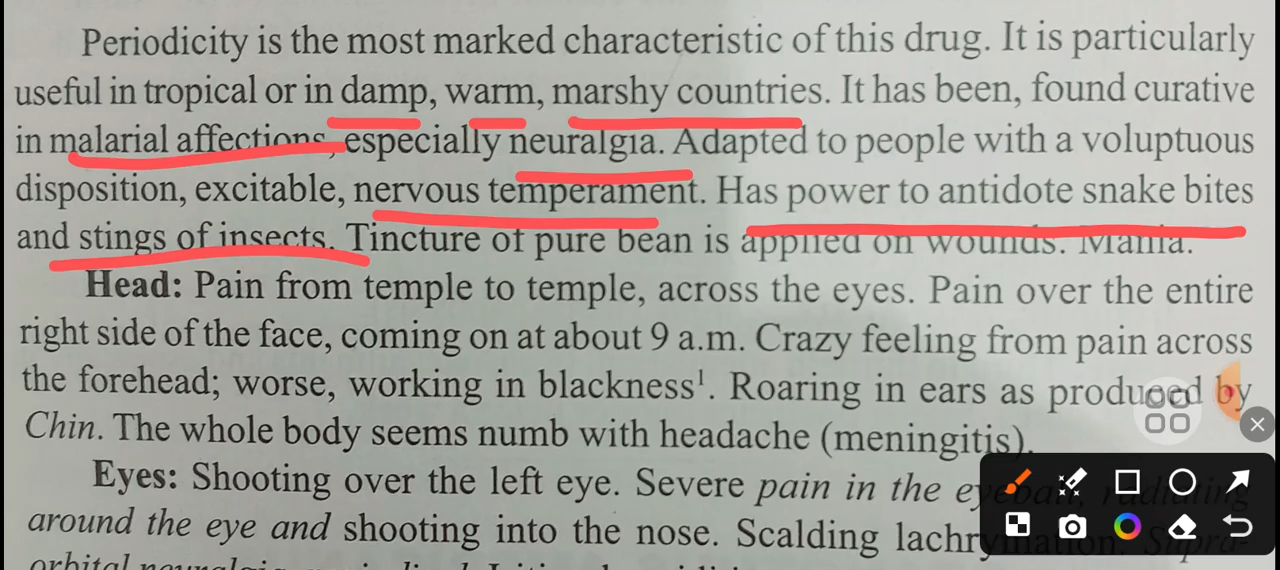 Periodicity is the most marked characteristic of this drug. It is particularly
useful in tropical or in damp, warm, marshy countries. It has been, found curative
in malarial affections, especially neuralgia. Adapted to people with a voluptuous
disposition, excitable, nervous temperament. Has power to antidote snake bites
and stings of insects. Tincture of pure bean is applied on wounds. Mania.
Head: Pain from temple to temple, across the eyes. Pain over the entire
right side of the face, coming on at about 9 a.m. Crazy feeling from pain across
the forehead; worse, working in blackness¹. Roaring in ears as produced by
Chin. The whole body seems numb with headache (meningitis).
Eyes: Shooting over the left eye. Severe pain in the eyeball, radiating
around the eye and shooting into the nose. Scalding lachrymation. Supra-
orbital neuralgia